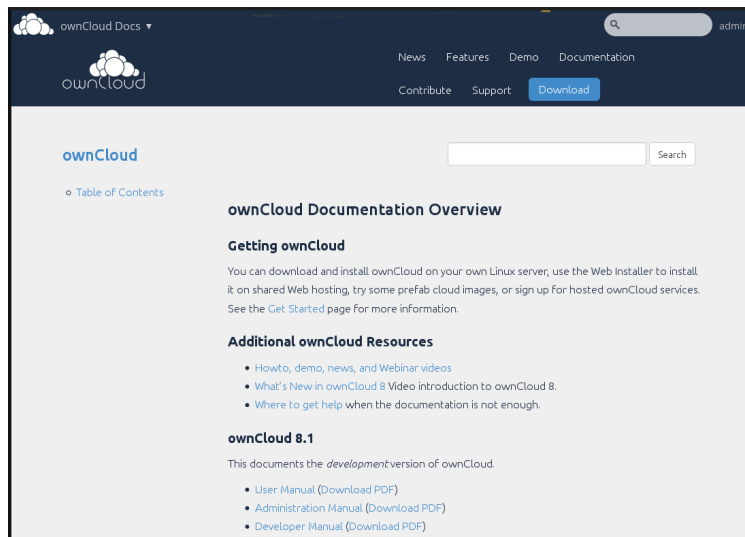 ownCloud Docs ▾
admin
ownCloud
News Features Demo Documentation
Contribute Support Download
ownCloud
Search
Table of Contents
ownCloud Documentation Overview
Getting ownCloud
You can download and install ownCloud on your own Linux server, use the Web Installer to install
it on shared Web hosting, try some prefab cloud images, or sign up for hosted ownCloud services.
See the Get Started page for more information.
Additional ownCloud Resources
• Howto, demo, news, and Webinar videos
• What's New in ownCloud 8 Video introduction to ownCloud 8.
• Where to get help when the documentation is not enough.
ownCloud 8.1
This documents the development version of ownCloud.
• User Manual (Download PDF)
• Administration Manual (Download PDF)
• Developer Manual (Download PDF)